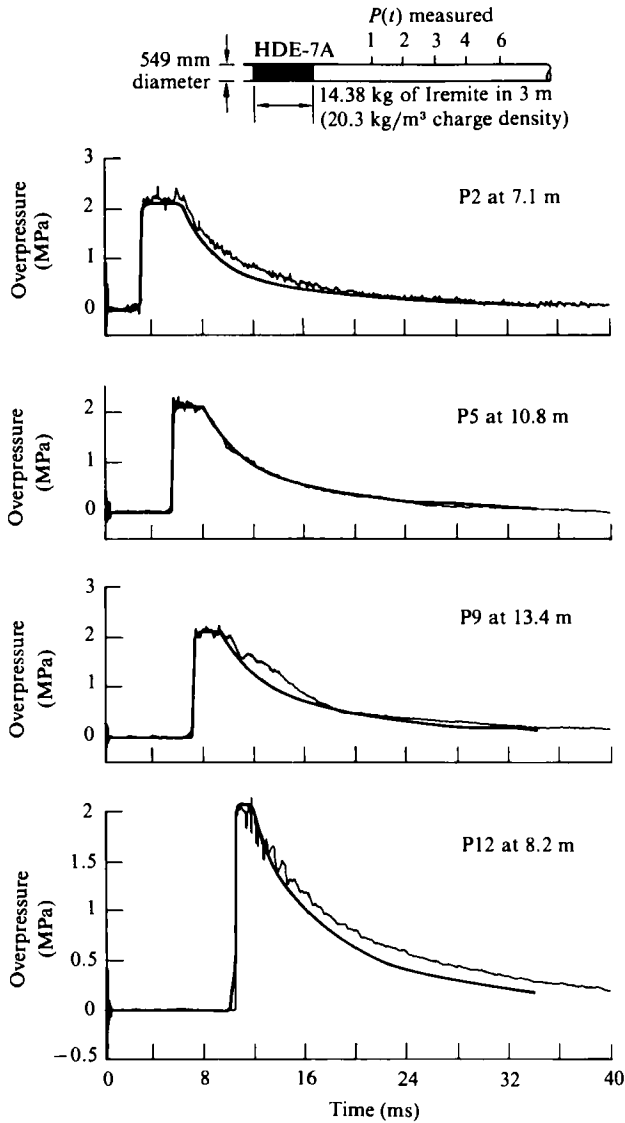 P(t) measured
1 2 3 4 6
549 mm
diameter
HDE-7A
14.38 kg of Iremite in 3 m
(20.3 kg/m³ charge density)
Overpressure
(MPa)
3
2
1
0
P2 at 7.1 m
Overpressure
(MPa)
2
1
0
P5 at 10.8 m
Overpressure
(MPa)
3
2
1
0
P9 at 13.4 m
Overpressure
(MPa)
2
1.5
1
0.5
0
−0.5
P12 at 8.2 m
0 8 16 24 32 40
Time (ms)